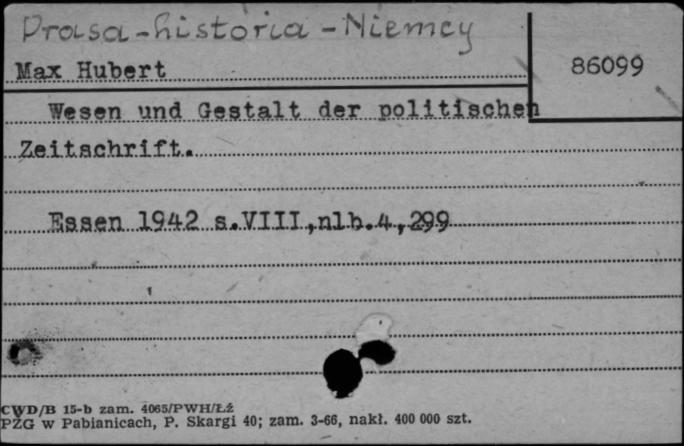 Prasa-historia-Niemcy
Max Hubert
86099
Wesen und Gestalt der politischen
Zeitschrift.
Essen 1942 s.VIII,nlb.4,299
CWD/B 15-b zam. 4065/PWH/Łż
PZG w Pabianicach, P. Skargi 40; zam. 3-66, nakł. 400 000 szt.